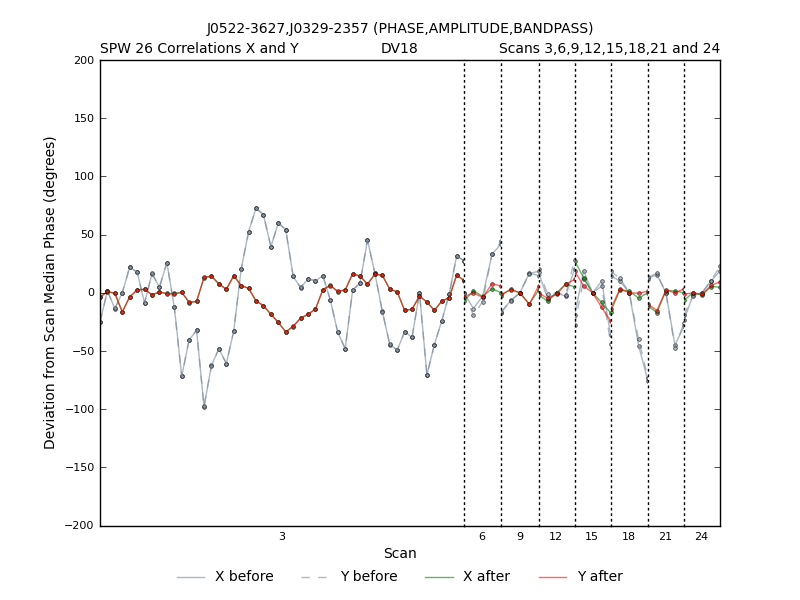 J0522-3627,J0329-2357 (PHASE,AMPLITUDE,BANDPASS)
SPW 26 Correlations X and Y DV18 Scans 3,6,9,12,15,18,21 and 24
200
150
100
50
0
−50
−100
−150
−200
Deviation from Scan Median Phase (degrees)
3 6 9 12 15 18 21 24
Scan
X before Y before X after Y after